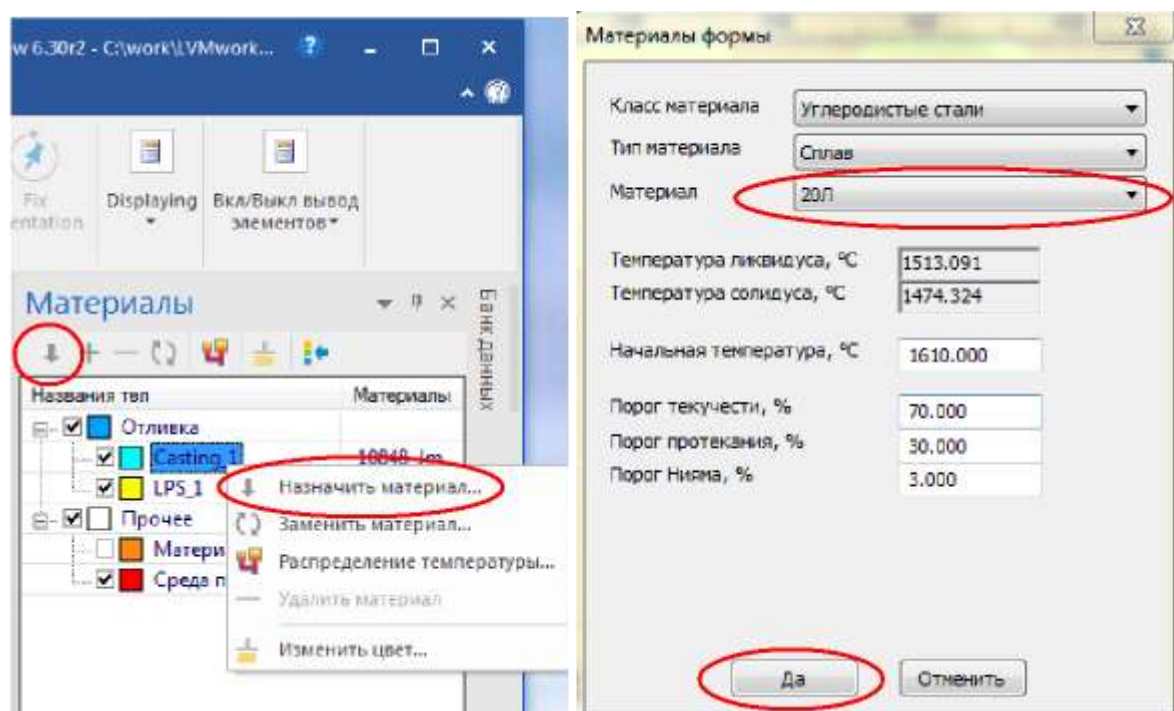 w 6.30r2 - C:\work\LVMwork...
Fix
entation
Displaying
Вкл/Выкл вывод
элементов
Материалы
Банк данных
Названия тел
Материалы
Отливка
Casting_1
LPS_1
Прочее
Матери
Среда п
Назначить материал...
Заменить материал...
Распределение температуры...
Удалить материал
Изменить цвет...
Материалы формы
Класс материала
Углеродистые стали
Тип материала
Сплав
Материал
20Л
Температура ликвидуса, °C
1513.091
Температура солидуса, °C
1474.324
Начальная температура, °C
1610.000
Порог текучести, %
70.000
Порог протекания, %
30.000
Порог Нияма, %
3.000
Да
Отменить